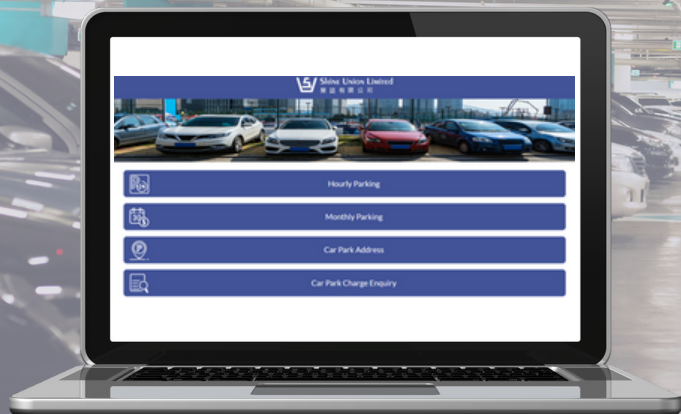 Shine Union Limited
Hourly Parking
Monthly Parking
Car Park Address
Car Park Charge Enquiry